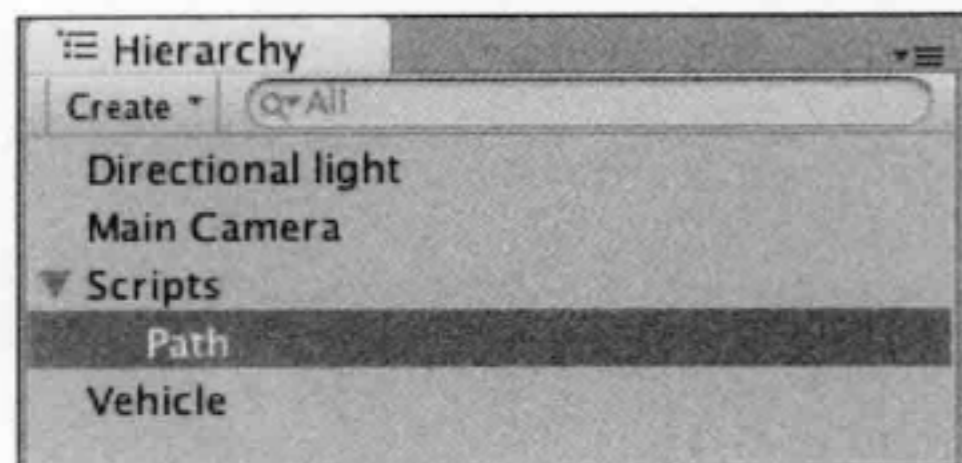 Hierarchy
Create All
Directional light
Main Camera
Scripts
Path
Vehicle